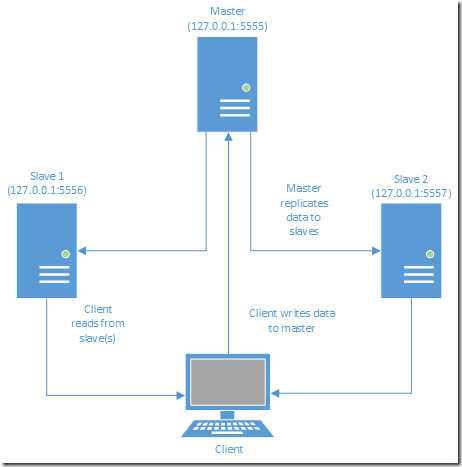 Master
(127.0.0.1:5555)
Slave 1
(127.0.0.1:5556)
Slave 2
(127.0.0.1:5557)
Master
replicates
data to
slaves
Client
reads from
slave(s)
Client writes data
to master
Client